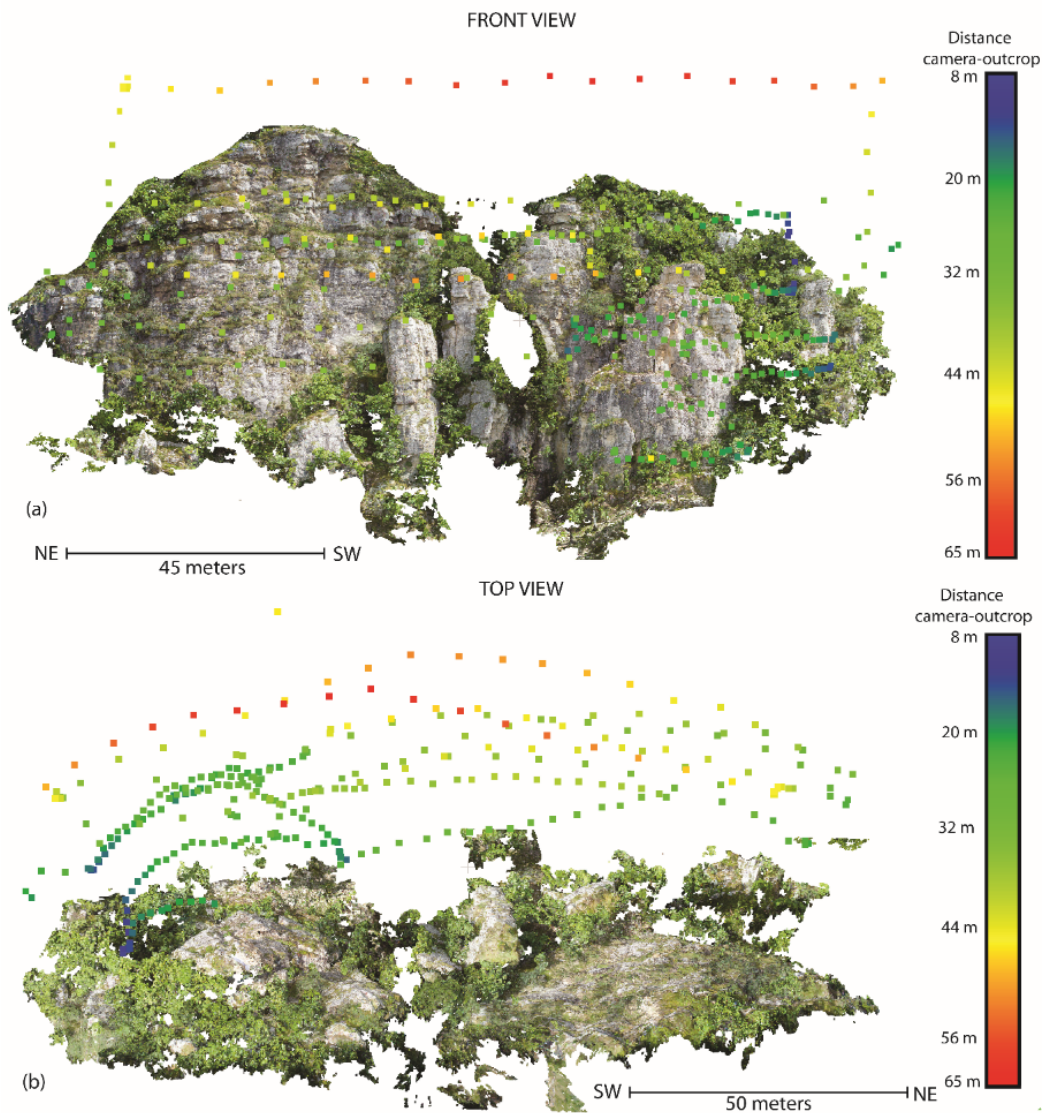 FRONT VIEW
Distance
camera-outcrop
8 m
20 m
32 m
44 m
56 m
65 m
(a)
NE SW
45 meters
TOP VIEW
Distance
camera-outcrop
8 m
20 m
32 m
44 m
56 m
65 m
(b)
SW NE
50 meters